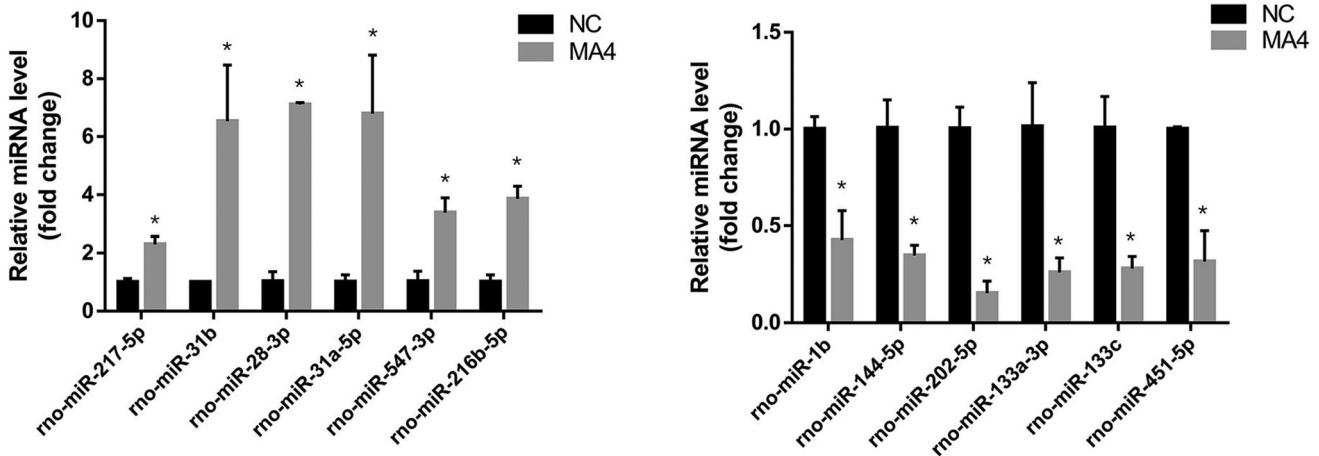 NC
MA4
Relative miRNA level
(fold change)
10
8
6
4
2
0
*
*
*
*
*
*
rno-miR-217-5p
rno-miR-31b
rno-miR-28-3p
rno-miR-31a-5p
rno-miR-547-3p
rno-miR-216b-5p
NC
MA4
Relative miRNA level
(fold change)
1.5
1.0
0.5
0.0
*
*
*
*
*
*
rno-miR-1b
rno-miR-144-5p
rno-miR-202-5p
rno-miR-133a-3p
rno-miR-133c
rno-miR-451-5p